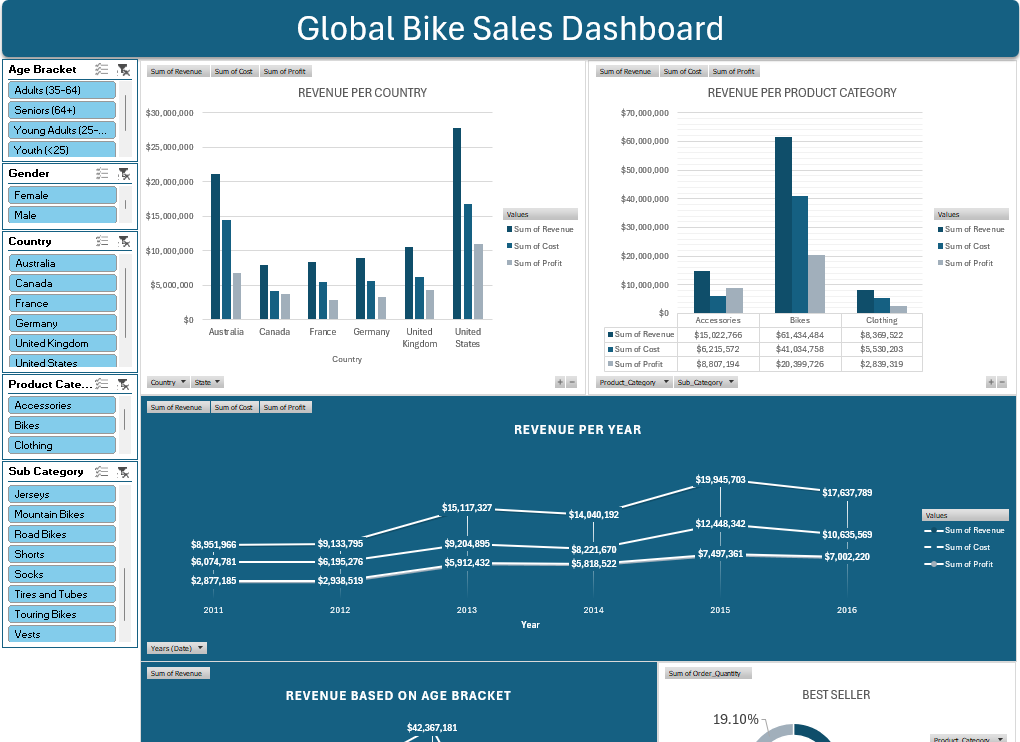 Global Bike Sales Dashboard
Age Bracket
Adults (35-64)
Seniors (64+)
Young Adults (25-...
Youth (<25)
Gender
Female
Male
Country
Australia
Canada
France
Germany
United Kingdom
United States
Product Cate...
Accessories
Bikes
Clothing
Sub Category
Jerseys
Mountain Bikes
Road Bikes
Shorts
Socks
Tires and Tubes
Touring Bikes
Vests
Sum of Revenue Sum of Cost Sum of Profit
REVENUE PER COUNTRY
$30,000,000
$25,000,000
$20,000,000
$15,000,000
$10,000,000
$5,000,000
$0
Australia Canada France Germany United Kingdom United States
Country
Values
Sum of Revenue
Sum of Cost
Sum of Profit
Country State
Sum of Revenue Sum of Cost Sum of Profit
REVENUE PER PRODUCT CATEGORY
$70,000,000
$60,000,000
$50,000,000
$40,000,000
$30,000,000
$20,000,000
$10,000,000
$0
Accessories Bikes Clothing
Sum of Revenue $15,022,766 $61,434,484 $8,369,522
Sum of Cost $6,215,572 $41,034,758 $5,530,203
Sum of Profit $8,807,194 $20,399,726 $2,839,319
Values
Sum of Revenue
Sum of Cost
Sum of Profit
Product_Category Sub_Category
Sum of Revenue Sum of Cost Sum of Profit
REVENUE PER YEAR
$8,951,966 $9,133,795 $15,117,327 $14,040,192 $19,945,703 $17,637,789
$6,074,781 $6,195,276 $9,204,895 $8,221,670 $12,448,342 $10,635,569
$2,877,185 $2,938,519 $5,912,432 $5,818,522 $7,497,361 $7,002,220
2011 2012 2013 2014 2015 2016
Year
Values
Sum of Revenue
Sum of Cost
Sum of Profit
Years (Date)
Sum of Revenue
REVENUE BASED ON AGE BRACKET
$42,367,181
Sum of Order_Quantity
BEST SELLER
19.10%
Product_Category